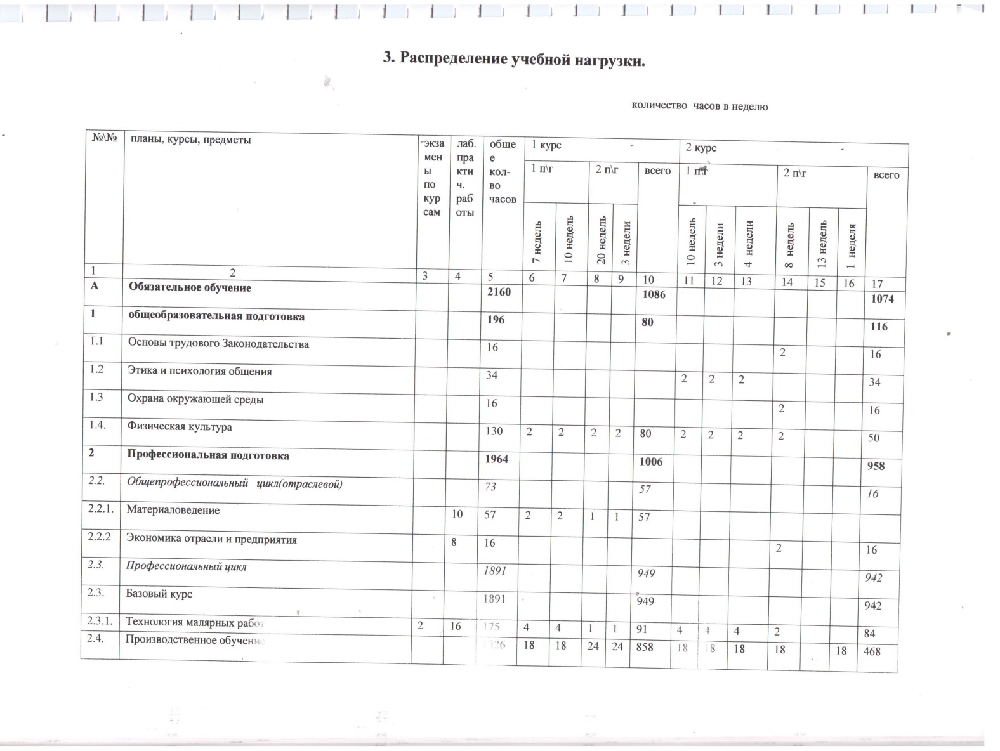 3. Распределение учебной нагрузки.
количество часов в неделю
№\№ планы, курсы, предметы экза мен ы по кур сам лаб. пра кти ч. раб оты обще е кол- во часов 1 курс 2 курс
1 п\г 2 п\г всего 1 п\г 2 п\г всего
7 недель 10 недель 20 недель 3 недели 10 недель 3 недели 4 недели 8 недель 13 недель 1 неделя
1 2 3 4 5 6 7 8 9 10 11 12 13 14 15 16 17
А Обязательное обучение 2160 1086 1074
1 общеобразовательная подготовка 196 80 116
1.1 Основы трудового Законодательства 16 2 16
1.2 Этика и психология общения 34 2 2 2 34
1.3 Охрана окружающей среды 16 2 16
1.4. Физическая культура 130 2 2 2 2 80 2 2 2 2 50
2 Профессиональная подготовка 1964 1006 958
2.2. Общепрофессиональный цикл(отраслевой) 73 57 16
2.2.1. Материаловедение 10 57 2 2 1 1 57
2.2.2 Экономика отрасли и предприятия 8 16 2 16
2.3. Профессиональный цикл 1891 949 942
2.3. Базовый курс 1891 949 942
2.3.1. Технология малярных работ 2 16 175 4 4 1 1 91 4 4 4 2 84
2.4. Производственное обучение 1326 18 18 24 24 858 18 18 18 18 18 468